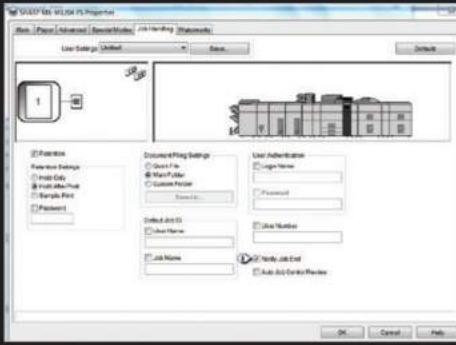 SHARP MX-M1204 PS Properties
Main Paper Advanced Special Modes Job Handling Watermarks
User Settings: Untitled Save... Defaults
1
Retention
Retention Settings
Hold Only
Hold After Print
Sample Print
Password
Document Filing Settings
Quick File
Main Folder
Custom Folder
User Authentication
Login Name
Password
Default Job ID
User Name
Job Name
User Number
1 Notify Job End
Auto Job Control Review
OK Cancel Help